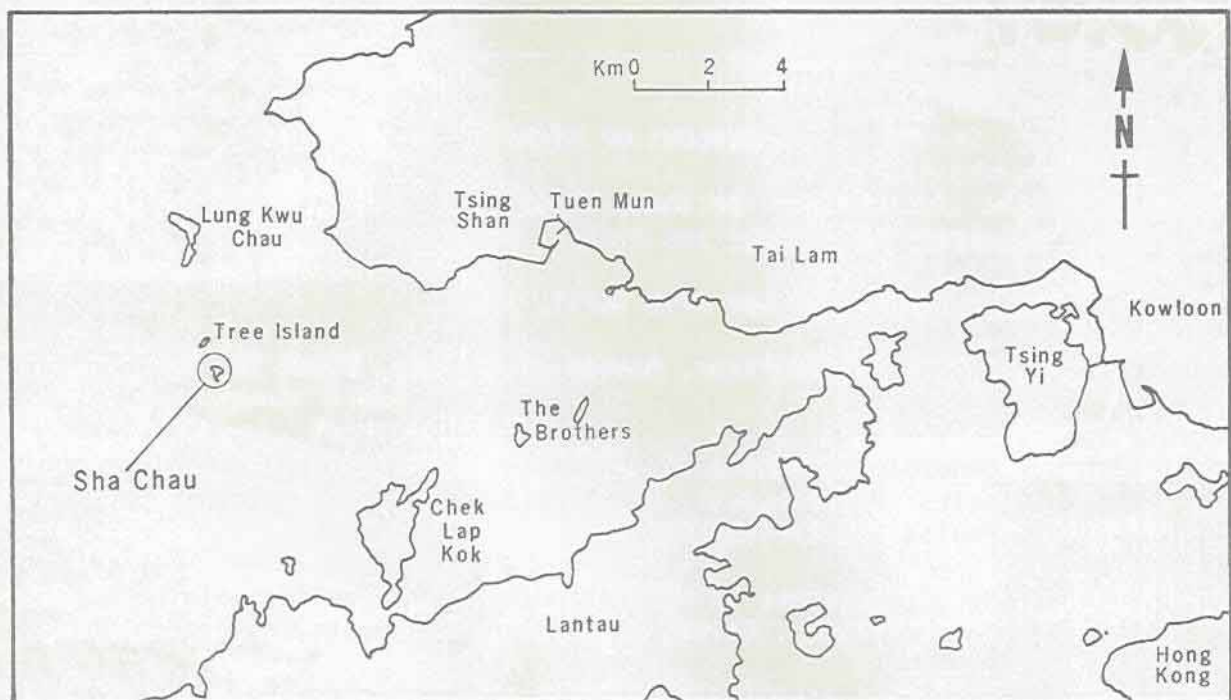 Km 0 2 4
N
Tsing Tuen Mun
Shan
Lung Kwu
Chau
Tai Lam
Kowloon
Tree Island
Tsing
Yi
The
Brothers
Sha Chau
Chek
Lap
Kok
Lantau
Hong
Kong